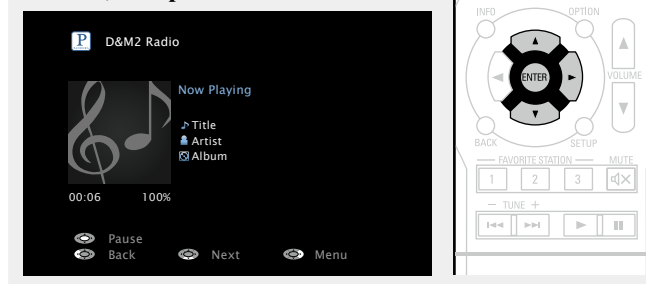 P D&M2 Radio
Now Playing
Title
Artist
Album
00:06 100%
Pause
Back Next Menu
INFO OPTION
ENTER
VOLUME
BACK SETUP
FAVORITE STATION MUTE
1 2 3
− TUNE +